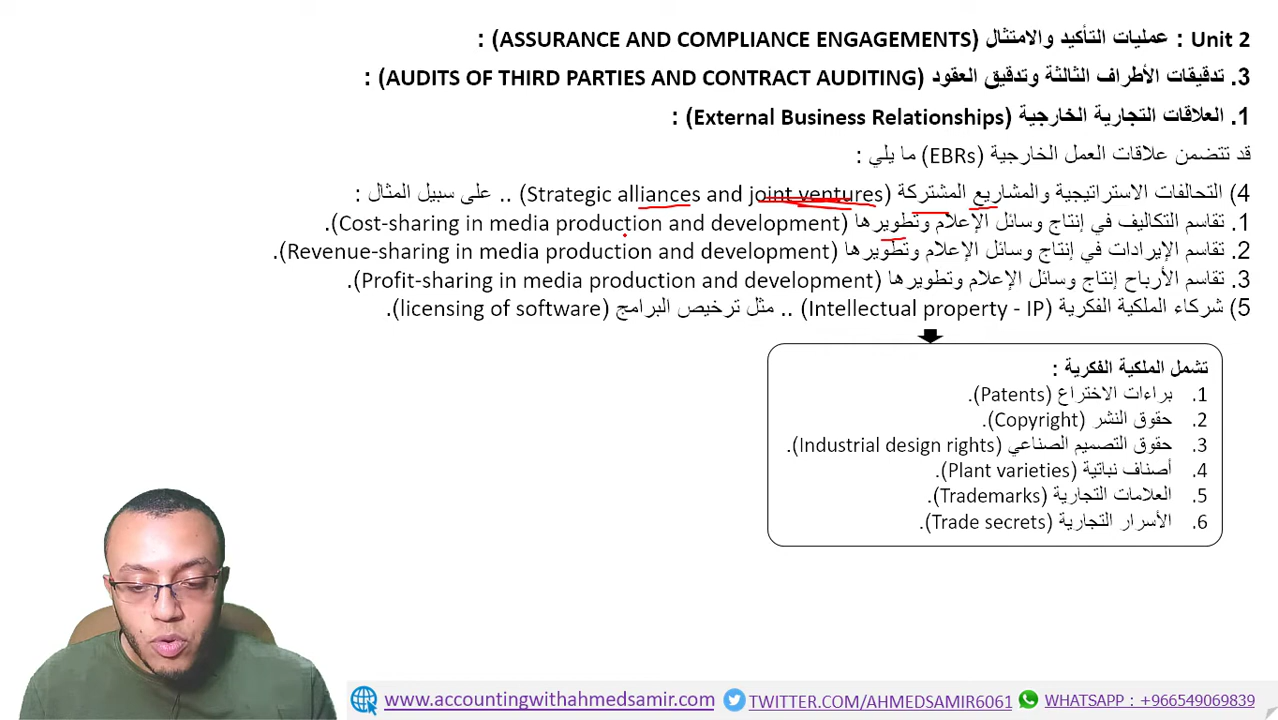 Unit 2 : عمليات التأكيد والامتثال (ASSURANCE AND COMPLIANCE ENGAGEMENTS) :
3. تدقيقات الأطراف الثالثة وتدقيق العقود (AUDITS OF THIRD PARTIES AND CONTRACT AUDITING) :
1. العلاقات التجارية الخارجية (External Business Relationships) :
قد تتضمن علاقات العمل الخارجية (EBRs) ما يلي :
4) التحالفات الاستراتيجية والمشاريع المشتركة (Strategic alliances and joint ventures) .. على سبيل المثال :
1. تقاسم التكاليف في إنتاج وسائل الإعلام وتطويرها (Cost-sharing in media production and development).
2. تقاسم الإيرادات في إنتاج وسائل الإعلام وتطويرها (Revenue-sharing in media production and development).
3. تقاسم الأرباح إنتاج وسائل الإعلام وتطويرها (Profit-sharing in media production and development).
5) شركاء الملكية الفكرية (Intellectual property - IP) .. مثل ترخيص البرامج (licensing of software).
تشمل الملكية الفكرية :
1. براءات الاختراع (Patents).
2. حقوق النشر (Copyright).
3. حقوق التصميم الصناعي (Industrial design rights).
4. أصناف نباتية (Plant varieties).
5. العلامات التجارية (Trademarks).
6. الأسرار التجارية (Trade secrets).
www.accountingwithahmedsamir.com TWITTER.COM/AHMEDSAMIR6061 WHATSAPP : +966549069839